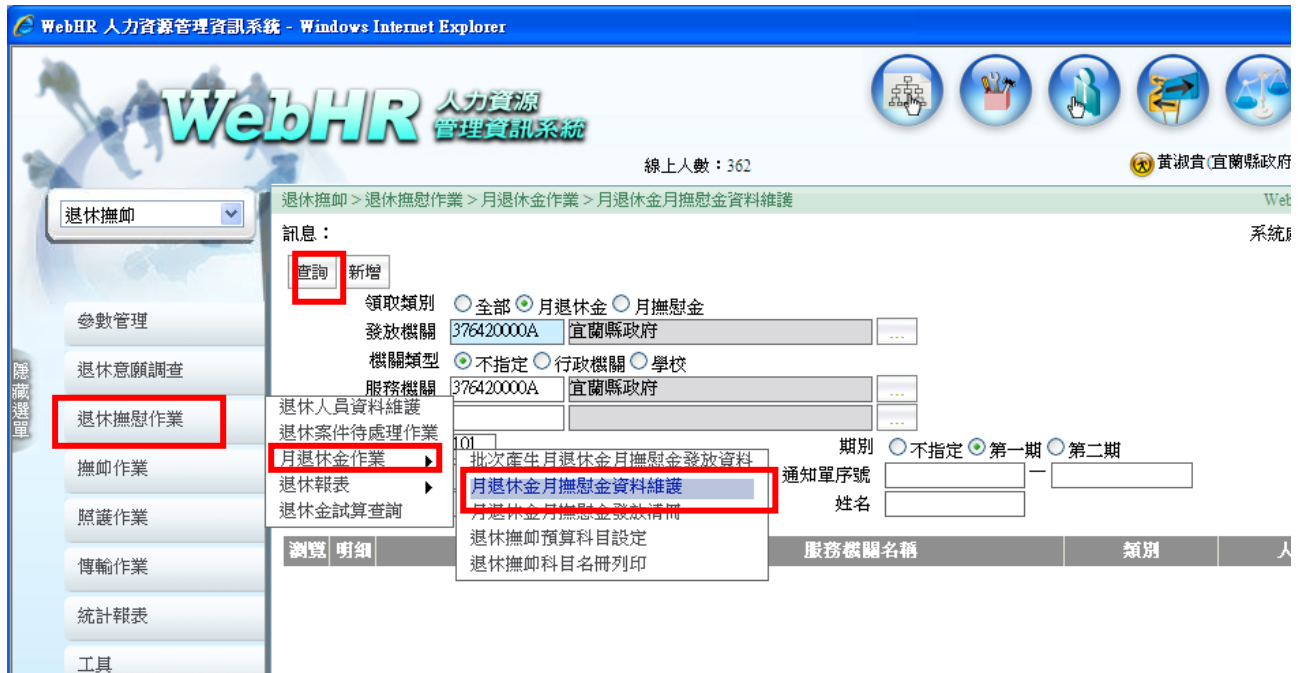 WebHR 人力資源管理資訊系統 - Windows Internet Explorer
WebHR 人力資源
管理資訊系統
線上人數：362
黃淑貴(宜蘭縣政府
退休撫卹
退休撫卹 > 退休撫慰作業 > 月退休金作業 > 月退休金月撫慰金資料維護
Web
訊息：
系統
查詢 新增
領取類別 全部 月退休金 月撫慰金
發放機關 376420000A 宜蘭縣政府 ...
機關類型 不指定 行政機關 學校
服務機關 376420000A 宜蘭縣政府 ...
...
101
期別 不指定 第一期 第二期
通知單序號 —
姓名
瀏覽 明細 服務機關名稱 類別 人
隱藏選單
參數管理
退休意願調查
退休撫慰作業
撫卹作業
照護作業
傳輸作業
統計報表
工具
退休人員資料維護
退休案件待處理作業
月退休金作業
退休報表
退休金試算查詢
批次產生月退休金月撫慰金發放資料
月退休金月撫慰金資料維護
月退休金月撫慰金發放清冊
退休撫卹預算科目設定
退休撫卹科目名冊列印